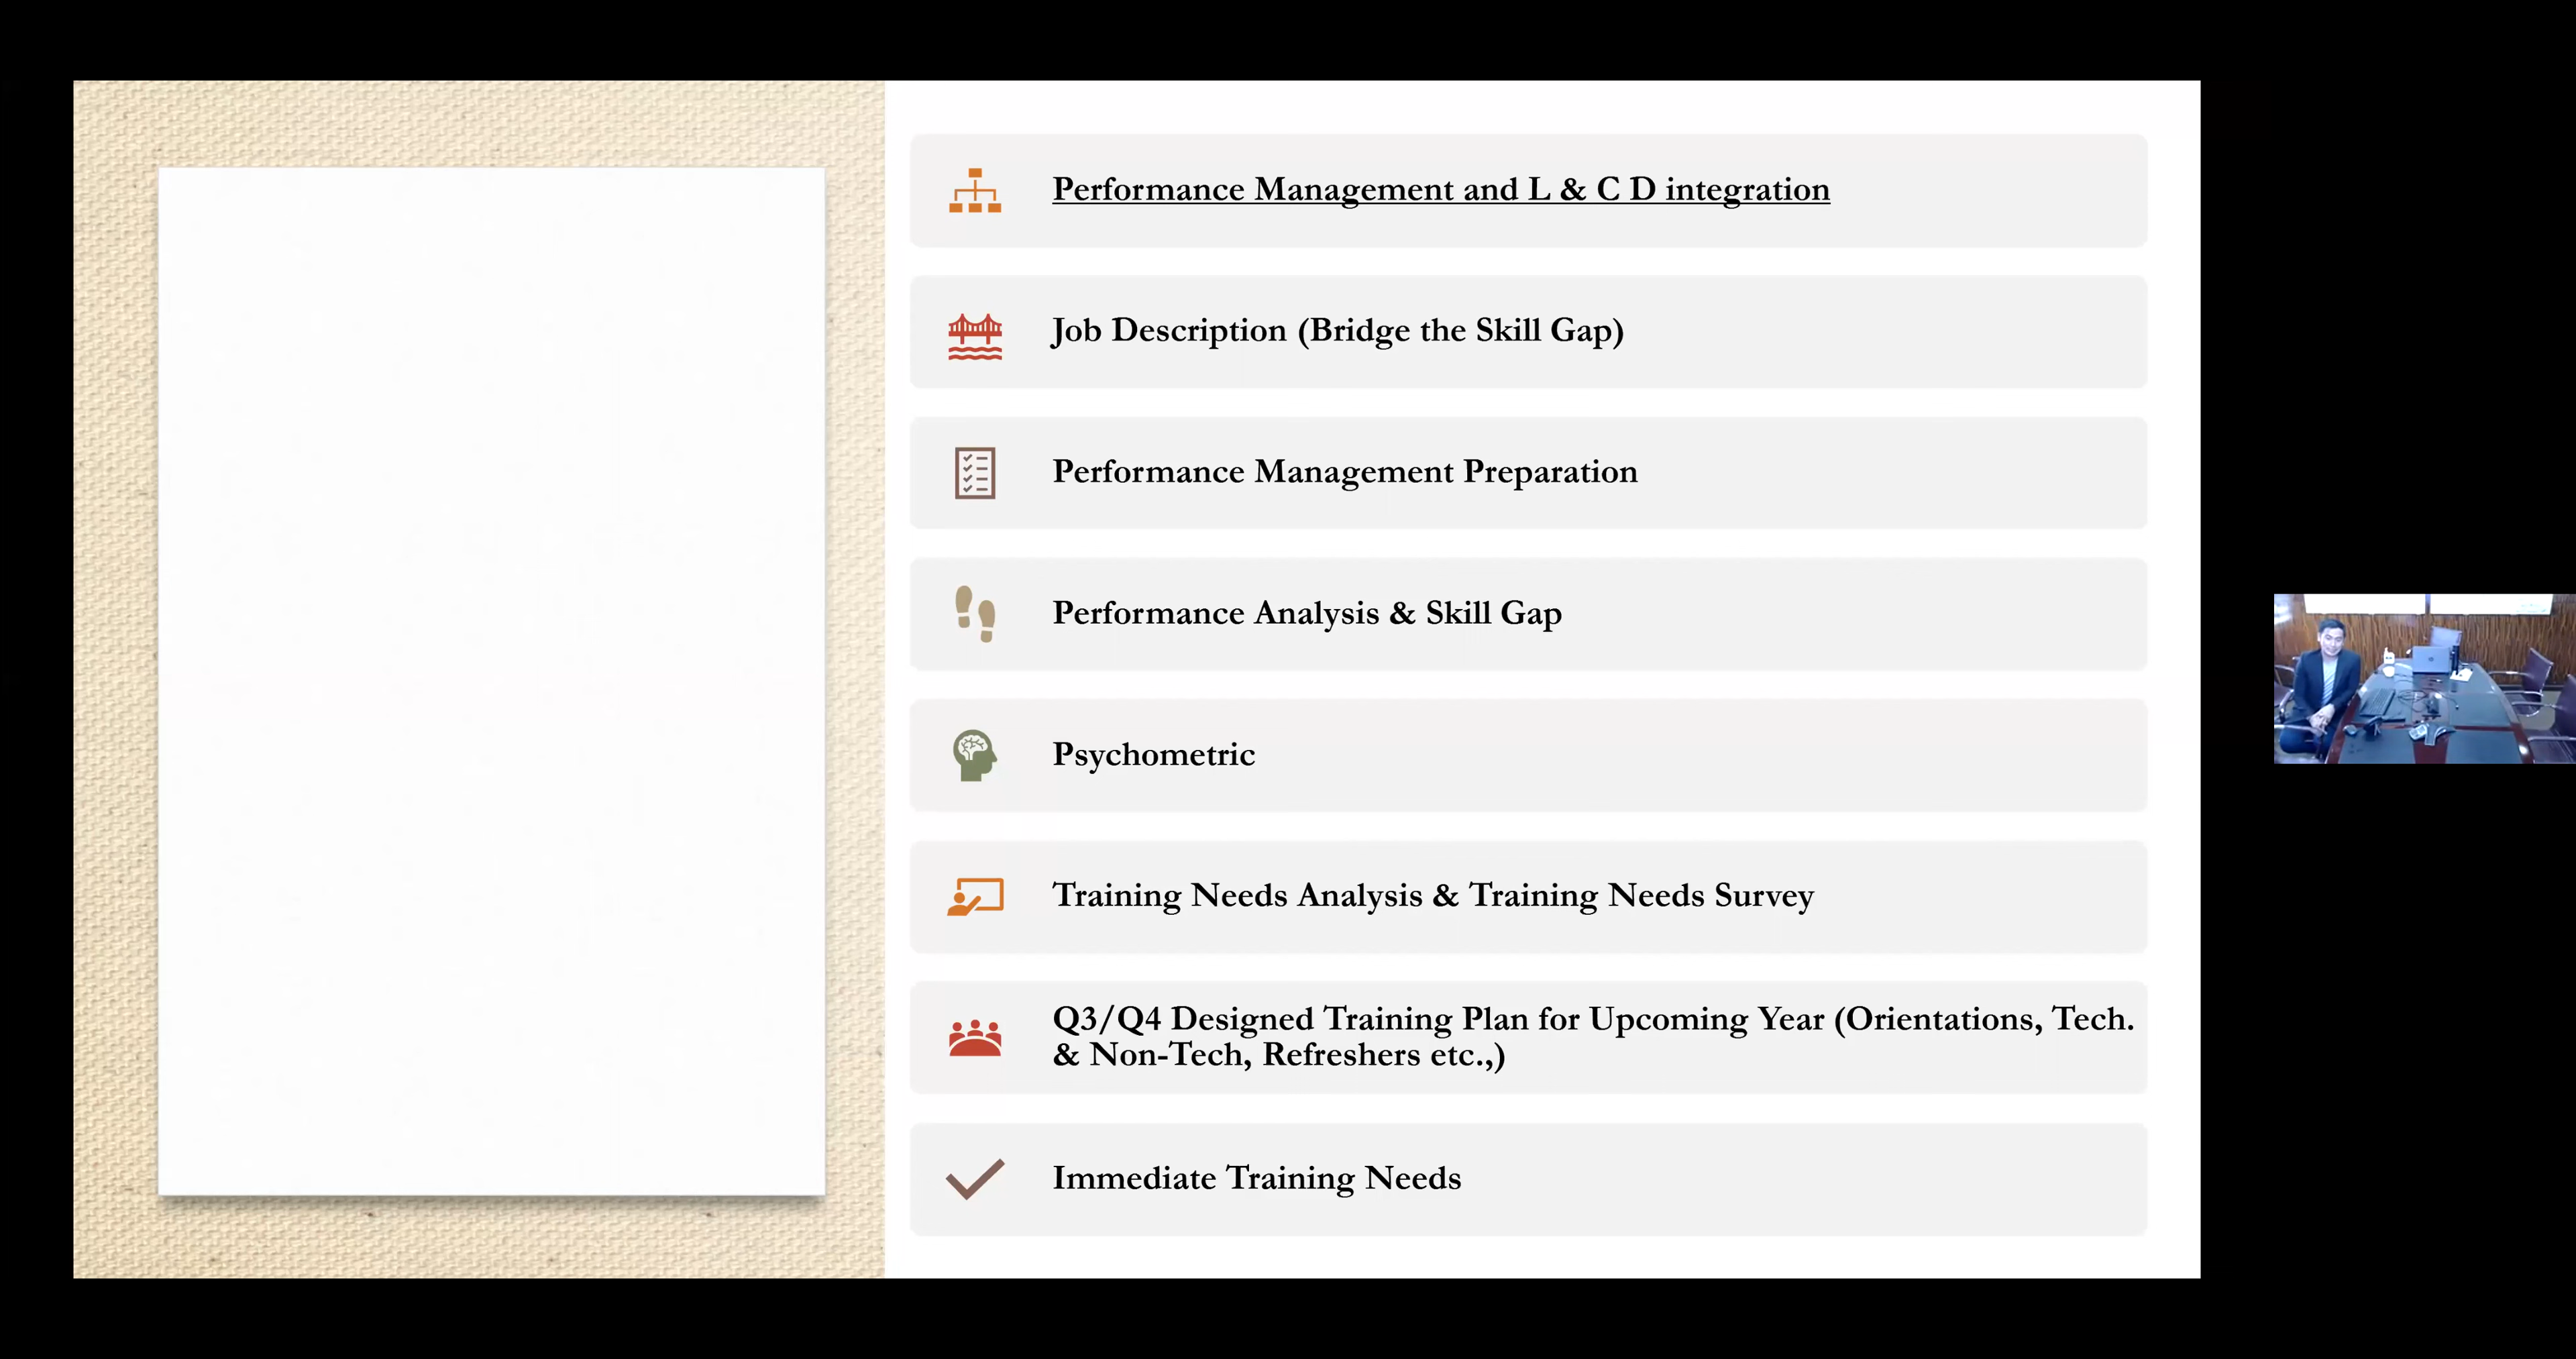 Performance Management and L & C D integration
Job Description (Bridge the Skill Gap)
Performance Management Preparation
Performance Analysis & Skill Gap
Psychometric
Training Needs Analysis & Training Needs Survey
Q3/Q4 Designed Training Plan for Upcoming Year (Orientations, Tech.
& Non-Tech, Refreshers etc.,)
Immediate Training Needs